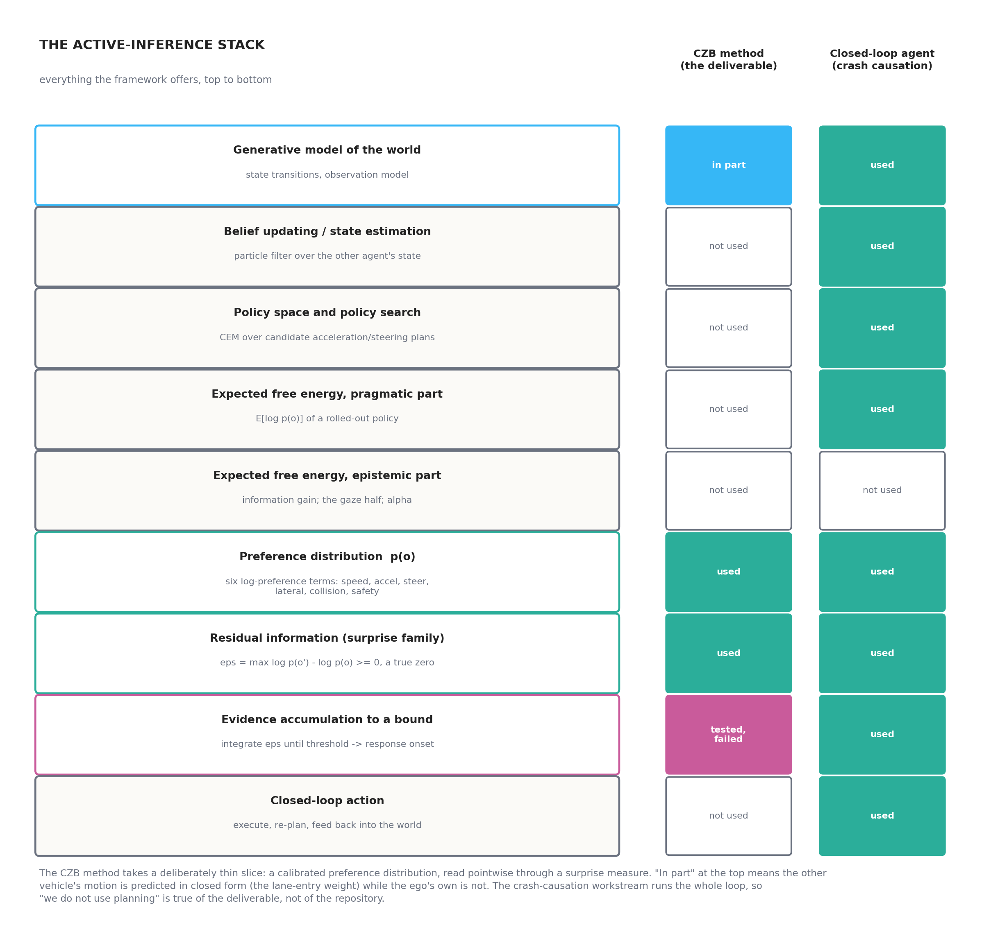 THE ACTIVE-INFERENCE STACK
everything the framework offers, top to bottom
CZB method
(the deliverable)
Closed-loop agent
(crash causation)
Generative model of the world
state transitions, observation model
in part
used
Belief updating / state estimation
particle filter over the other agent's state
not used
used
Policy space and policy search
CEM over candidate acceleration/steering plans
not used
used
Expected free energy, pragmatic part
E[log p(o)] of a rolled-out policy
not used
used
Expected free energy, epistemic part
information gain; the gaze half; alpha
not used
not used
Preference distribution  p(o)
six log-preference terms: speed, accel, steer,
lateral, collision, safety
used
used
Residual information (surprise family)
eps = max log p(o') - log p(o) >= 0, a true zero
used
used
Evidence accumulation to a bound
integrate eps until threshold -> response onset
tested,
failed
used
Closed-loop action
execute, re-plan, feed back into the world
not used
used
The CZB method takes a deliberately thin slice: a calibrated preference distribution, read pointwise through a surprise measure. "In part" at the top means the other
vehicle's motion is predicted in closed form (the lane-entry weight) while the ego's own is not. The crash-causation workstream runs the whole loop, so
"we do not use planning" is true of the deliverable, not of the repository.